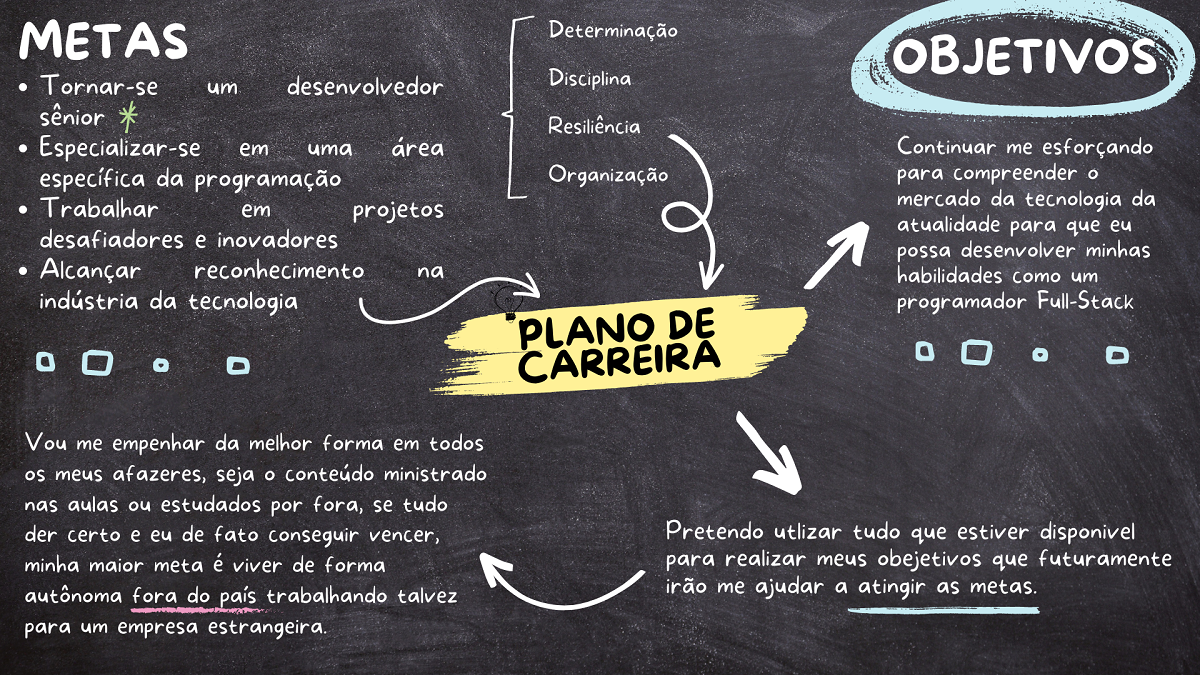 METAS
• Tornar-se um desenvolvedor
sênior
• Especializar-se em uma área
específica da programação
• Trabalhar em projetos
desafiadores e inovadores
• Alcançar reconhecimento na
indústria da tecnologia
Determinação
Disciplina
Resiliência
Organização
OBJETIVOS
Continuar me esforçando
para compreender o
mercado da tecnologia da
atualidade para que eu
possa desenvolver minhas
habilidades como um
programador Full-Stack
PLANO DE
CARREIRA
Vou me empenhar da melhor forma em todos
os meus afazeres, seja o conteúdo ministrado
nas aulas ou estudados por fora, se tudo
der certo e eu de fato conseguir vencer,
minha maior meta é viver de forma
autônoma fora do país trabalhando talvez
para um empresa estrangeira.
Pretendo utlizar tudo que estiver disponivel
para realizar meus obejetivos que futuramente
irão me ajudar a atingir as metas.